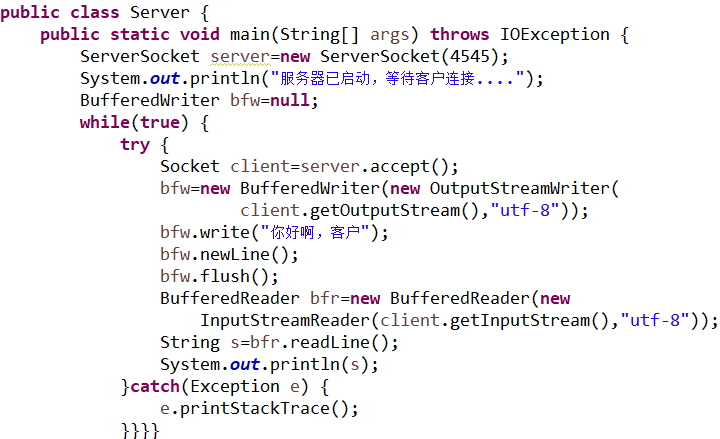 public class Server {
public static void main(String[] args) throws IOException {
ServerSocket server=new ServerSocket(4545);
System.out.println("服务器已启动，等待客户连接....");
BufferedWriter bfw=null;
while(true) {
try {
Socket client=server.accept();
bfw=new BufferedWriter(new OutputStreamWriter(
client.getOutputStream(),"utf-8"));
bfw.write("你好啊，客户");
bfw.newLine();
bfw.flush();
BufferedReader bfr=new BufferedReader(new
InputStreamReader(client.getInputStream(),"utf-8"));
String s=bfr.readLine();
System.out.println(s);
}catch(Exception e) {
e.printStackTrace();
}}}}